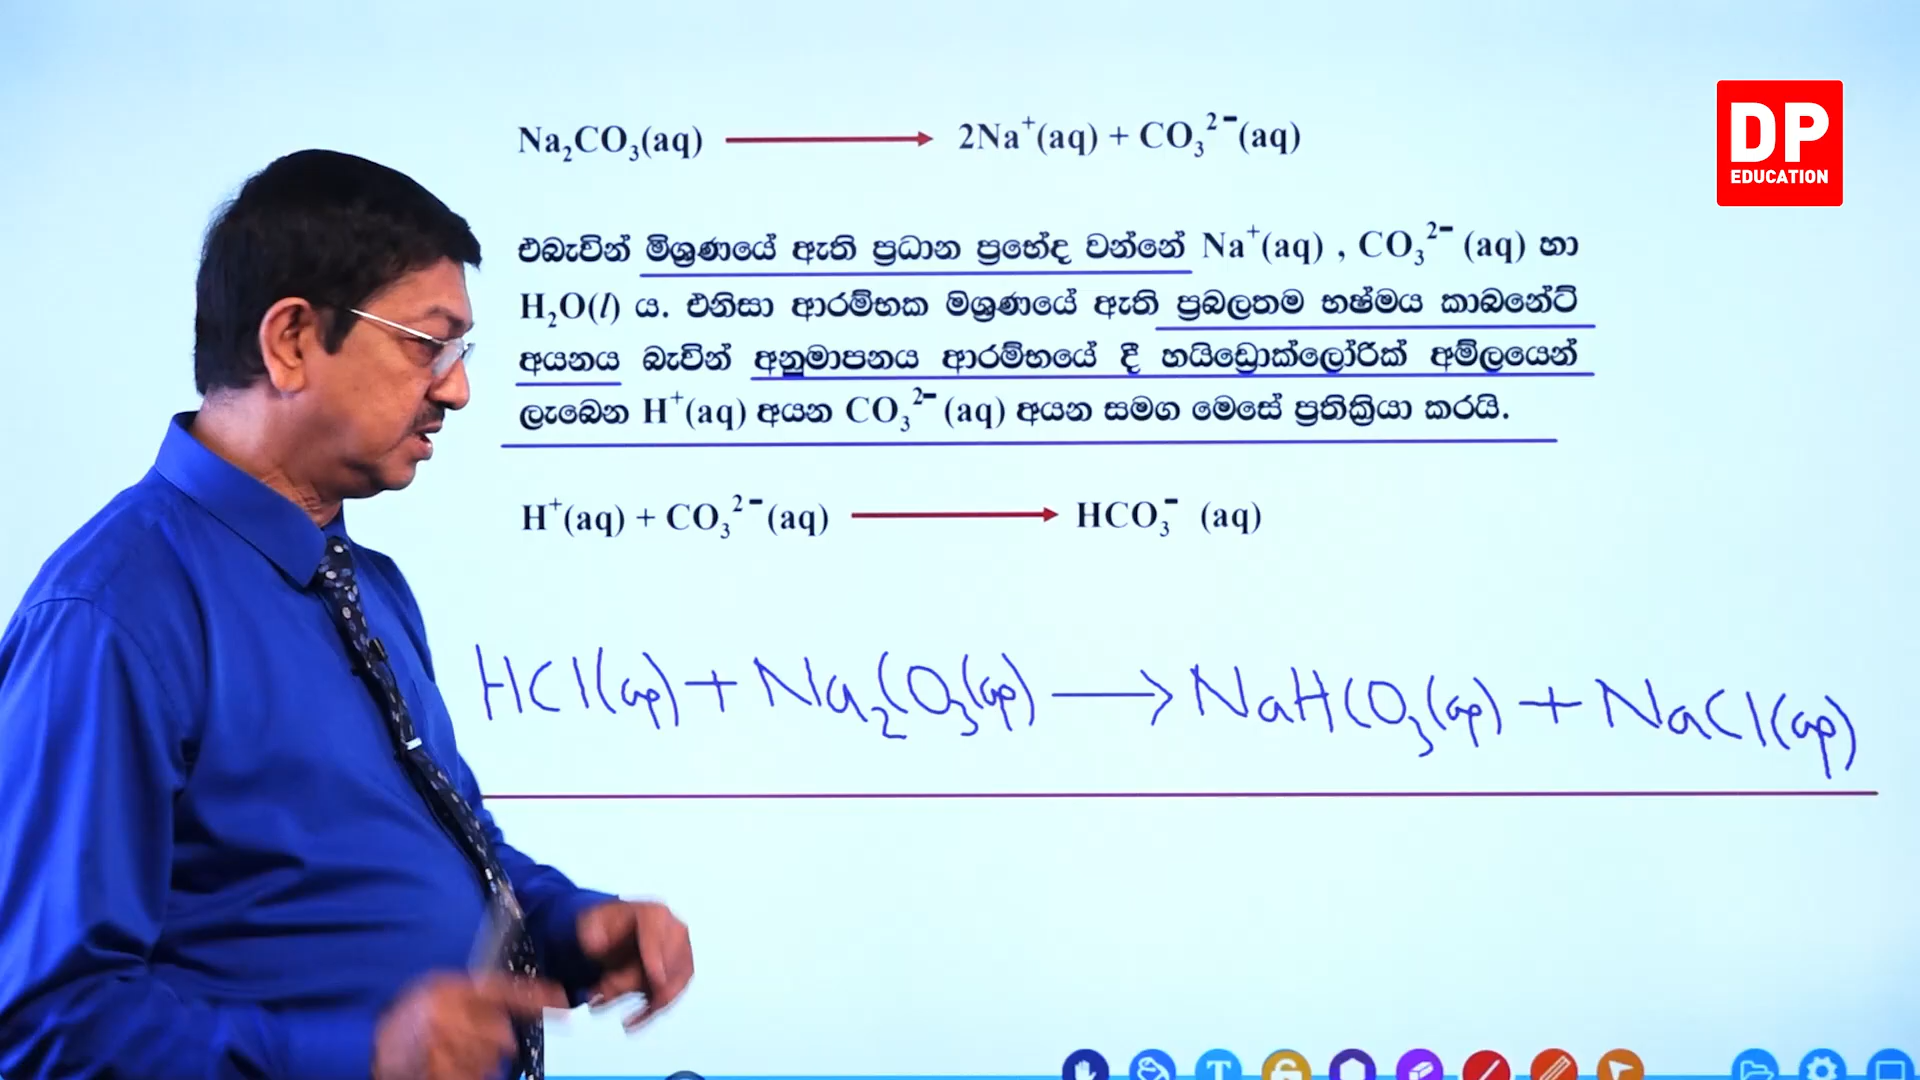 Na₂CO₃(aq) ⟶ 2Na⁺(aq) + CO₃²⁻(aq)
DP
EDUCATION
එබැවින් මිශ්‍රණයේ ඇති ප්‍රධාන ප්‍රභේද වන්නේ Na⁺(aq) , CO₃²⁻ (aq) හා
H₂O(l) ය. එනිසා ආරම්භක මිශ්‍රණයේ ඇති ප්‍රබලතම භෂ්මය කාබනේට්
අයනය බැවින් අනුමාපනය ආරම්භයේ දී හයිඩ්‍රොක්ලෝරික් අම්ලයෙන්
ලැබෙන H⁺(aq) අයන CO₃²⁻ (aq) අයන සමග මෙසේ ප්‍රතික්‍රියා කරයි.
H⁺(aq) + CO₃²⁻(aq) ⟶ HCO₃⁻ (aq)
HCl(aq) + Na₂CO₃(aq) ⟶ NaHCO₃(aq) + NaCl(aq)